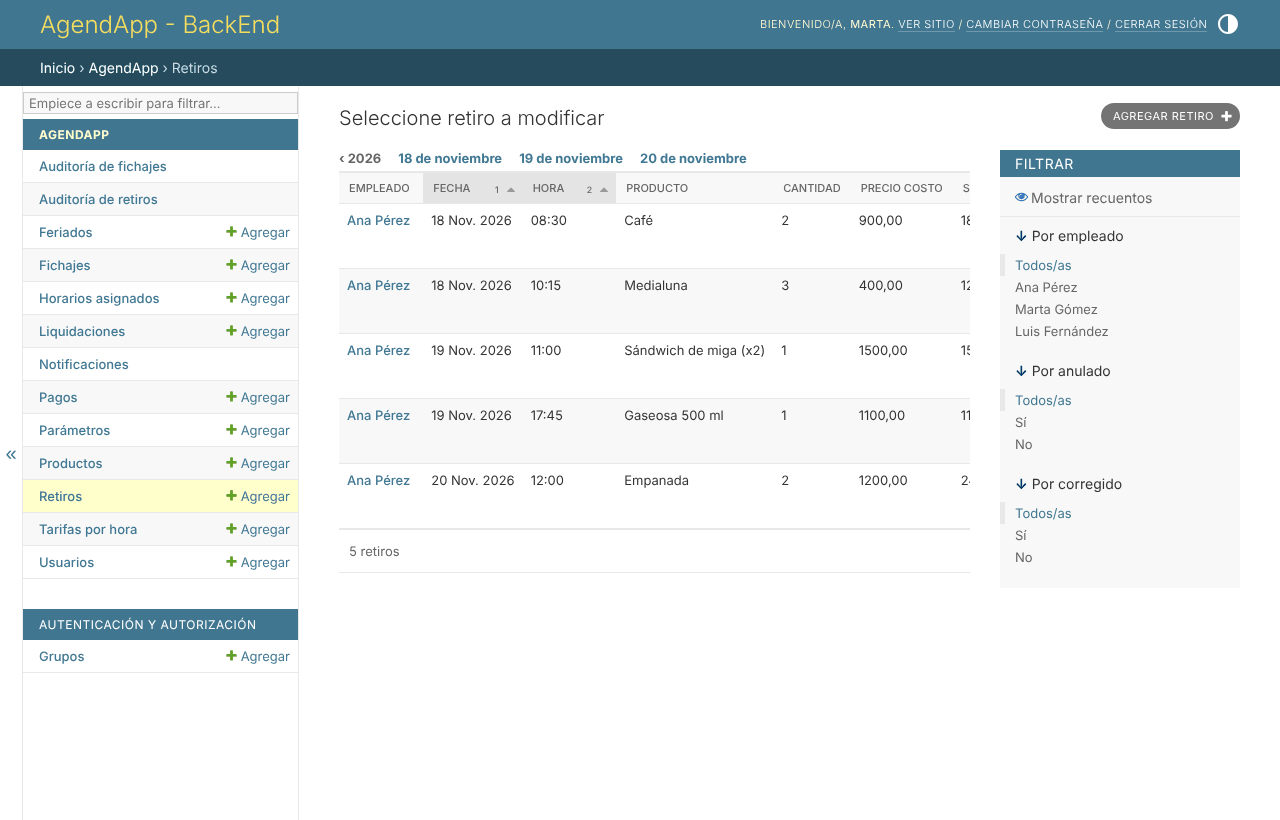 AgendApp - BackEnd
BIENVENIDO/A, MARTA. VER SITIO / CAMBIAR CONTRASEÑA / CERRAR SESIÓN
Inicio › AgendApp › Retiros
Empiece a escribir para filtrar...
AGENDAPP
Auditoría de fichajes
Auditoría de retiros
Feriados Agregar
Fichajes Agregar
Horarios asignados Agregar
Liquidaciones Agregar
Notificaciones
Pagos Agregar
Parámetros Agregar
Productos Agregar
Retiros Agregar
Tarifas por hora Agregar
Usuarios Agregar
AUTENTICACIÓN Y AUTORIZACIÓN
Grupos Agregar
«
Seleccione retiro a modificar
AGREGAR RETIRO
‹ 2026 18 de noviembre 19 de noviembre 20 de noviembre
EMPLEADO FECHA 1 HORA 2 PRODUCTO CANTIDAD PRECIO COSTO S
Ana Pérez 18 Nov. 2026 08:30 Café 2 900,00 18
Ana Pérez 18 Nov. 2026 10:15 Medialuna 3 400,00 12
Ana Pérez 19 Nov. 2026 11:00 Sándwich de miga (x2) 1 1500,00 15
Ana Pérez 19 Nov. 2026 17:45 Gaseosa 500 ml 1 1100,00 11
Ana Pérez 20 Nov. 2026 12:00 Empanada 2 1200,00 2
5 retiros
FILTRAR
Mostrar recuentos
Por empleado
Todos/as
Ana Pérez
Marta Gómez
Luis Fernández
Por anulado
Todos/as
Sí
No
Por corregido
Todos/as
Sí
No